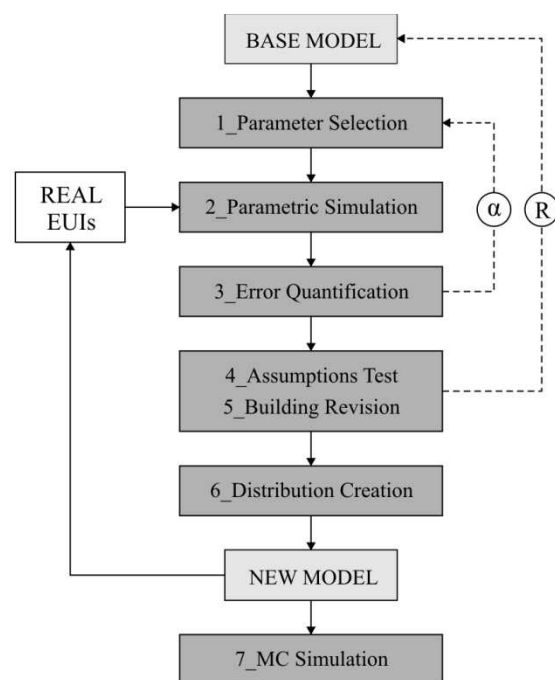 BASE MODEL
1_Parameter Selection
REAL
EUIs
2_Parametric Simulation
α
R
3_Error Quantification
4_Assumptions Test
5_Building Revision
6_Distribution Creation
NEW MODEL
7_MC Simulation